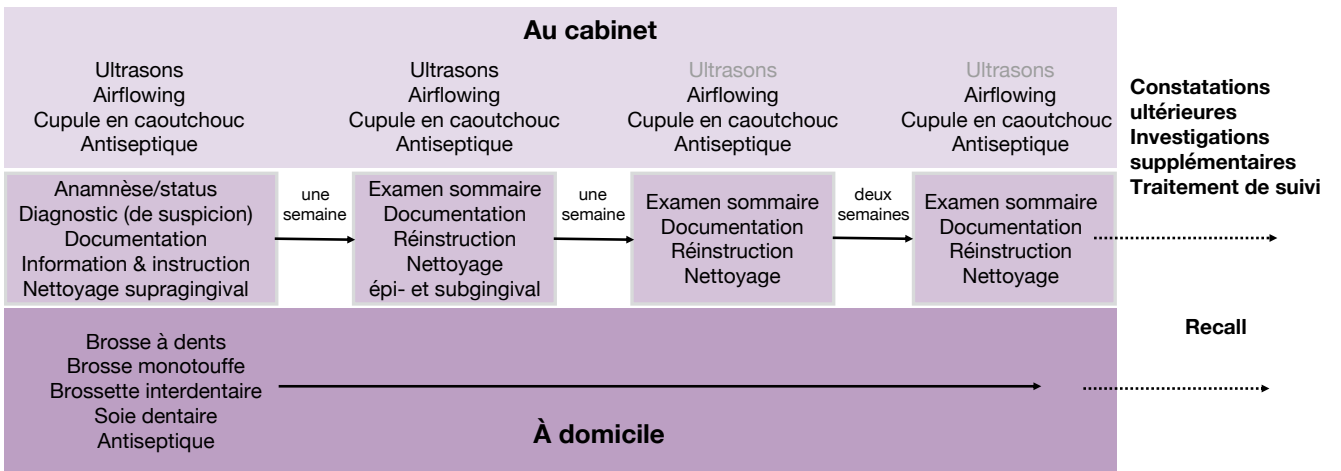 Au cabinet
Ultrasons
Airflowing
Cupule en caoutchouc
Antiseptique
Ultrasons
Airflowing
Cupule en caoutchouc
Antiseptique
Ultrasons
Airflowing
Cupule en caoutchouc
Antiseptique
Ultrasons
Airflowing
Cupule en caoutchouc
Antiseptique
Constatations
ultérieures
Investigations
supplémentaires
Traitement de suivi
Anamnèse/status
Diagnostic (de suspicion)
Documentation
Information & instruction
Nettoyage supragingival
une
semaine
Examen sommaire
Documentation
Réinstruction
Nettoyage
épi- et subgingival
une
semaine
Examen sommaire
Documentation
Réinstruction
Nettoyage
deux
semaines
Examen sommaire
Documentation
Réinstruction
Nettoyage
Brosse à dents
Brosse monotouffe
Brossette interdentaire
Soie dentaire
Antiseptique
À domicile
Recall